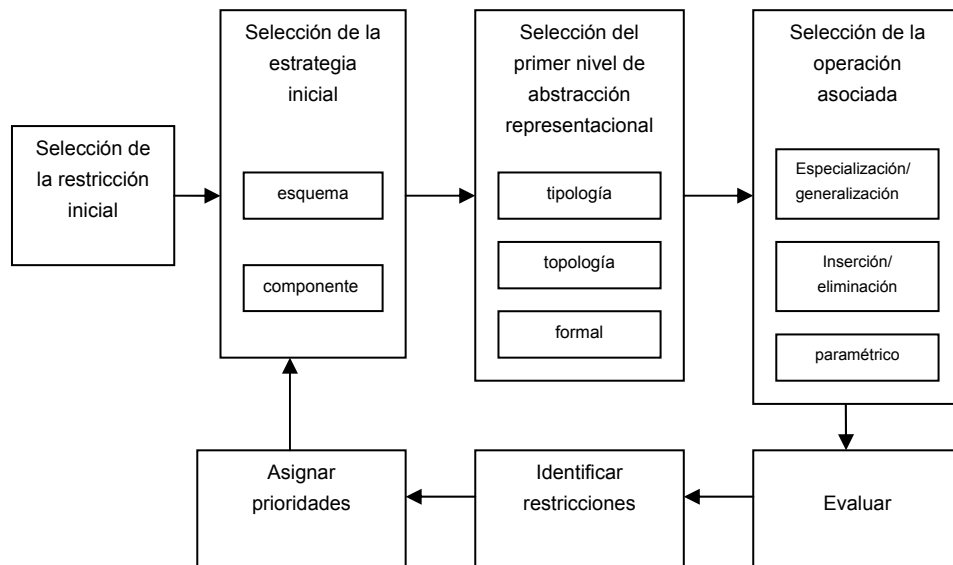 Selección de
la restricción
inicial
Selección de la
estrategia
inicial
esquema
componente
Selección del
primer nivel de
abstracción
representacional
tipología
topología
formal
Selección de la
operación
asociada
Especialización/
generalización
Inserción/
eliminación
paramétrico
Evaluar
Identificar
restricciones
Asignar
prioridades